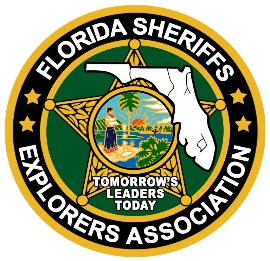 FLORIDA SHERIFFS
TOMORROW'S
LEADERS
TODAY
EXPLORERS ASSOCIATION